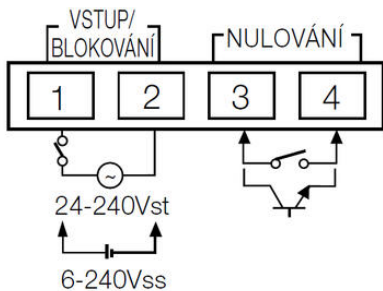 VSTUP/
BLOKOVÁNÍ
NULOVÁNÍ
1 2 3 4
~
24-240Vst
6-240Vss